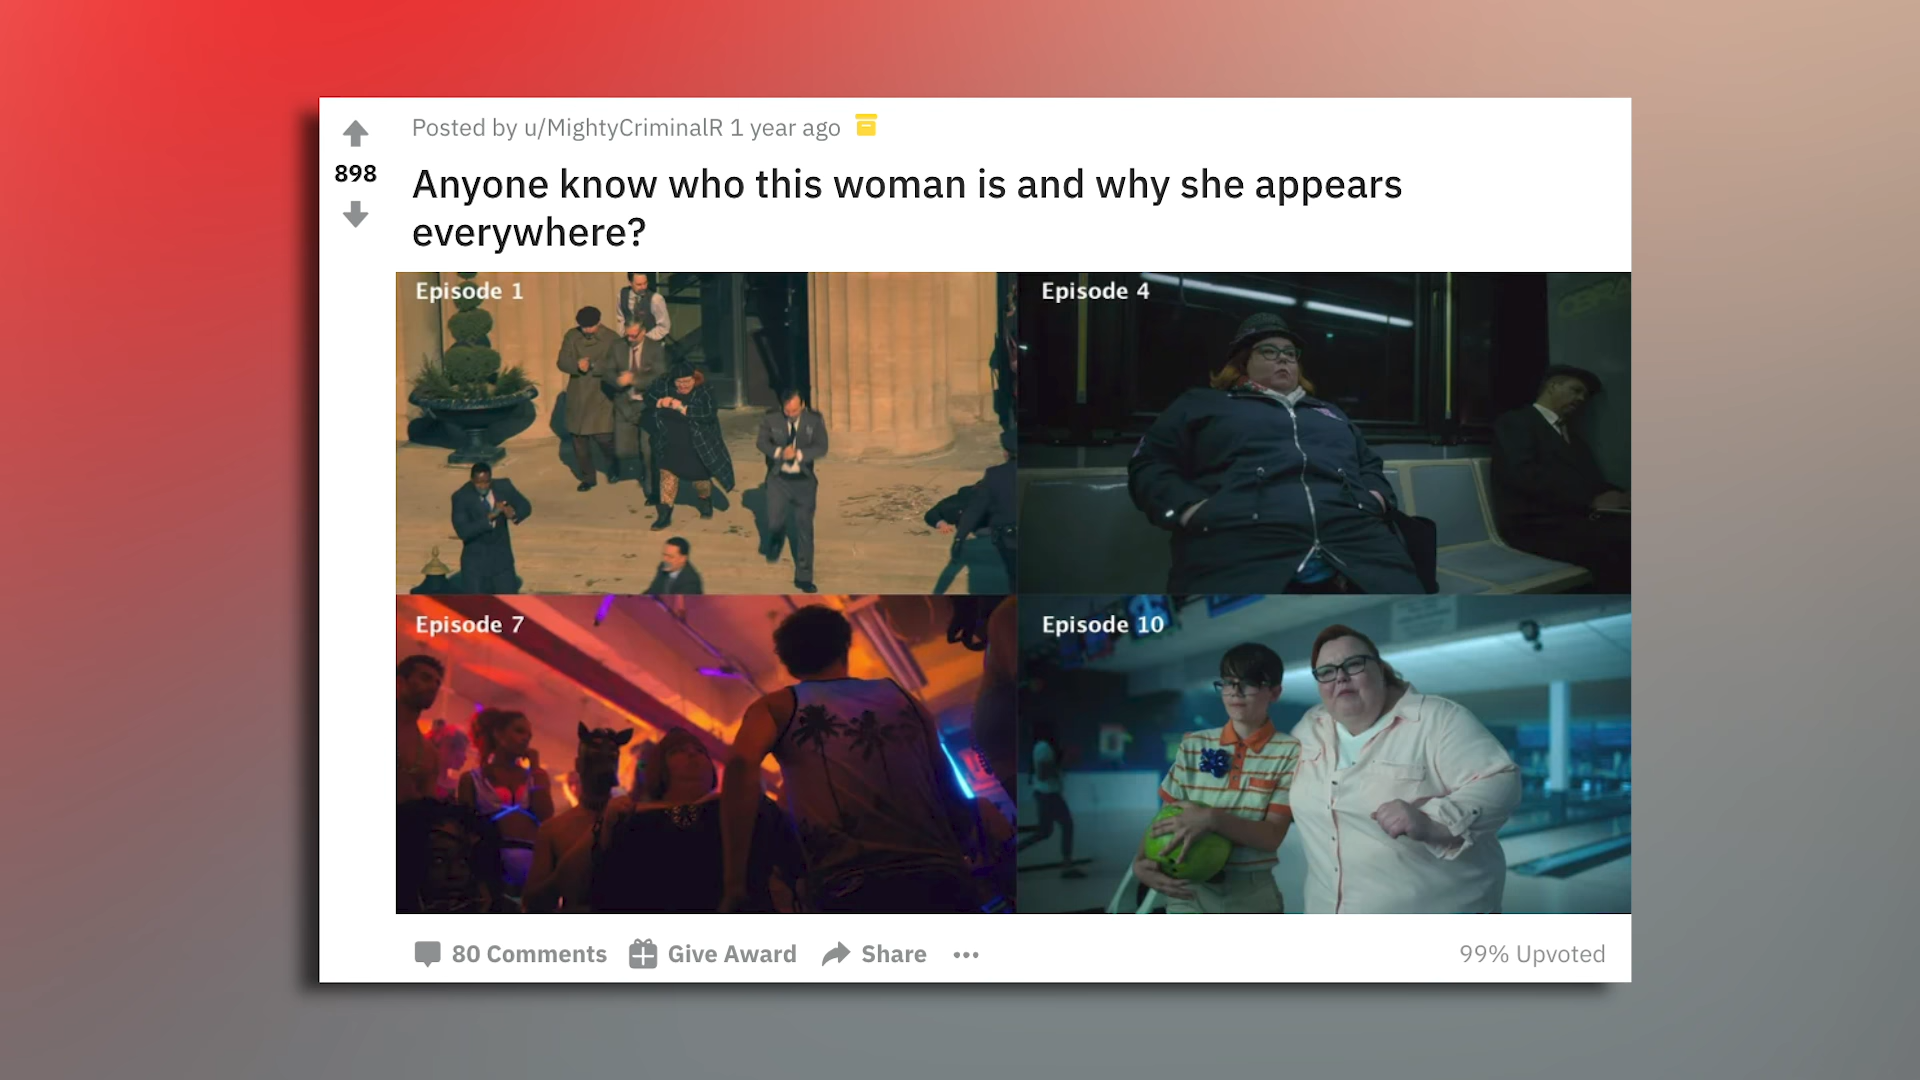 Posted by u/MightyCriminalR 1 year ago
898
Anyone know who this woman is and why she appears
everywhere?
Episode 1
Episode 4
Episode 7
Episode 10
80 Comments
Give Award
Share
99% Upvoted